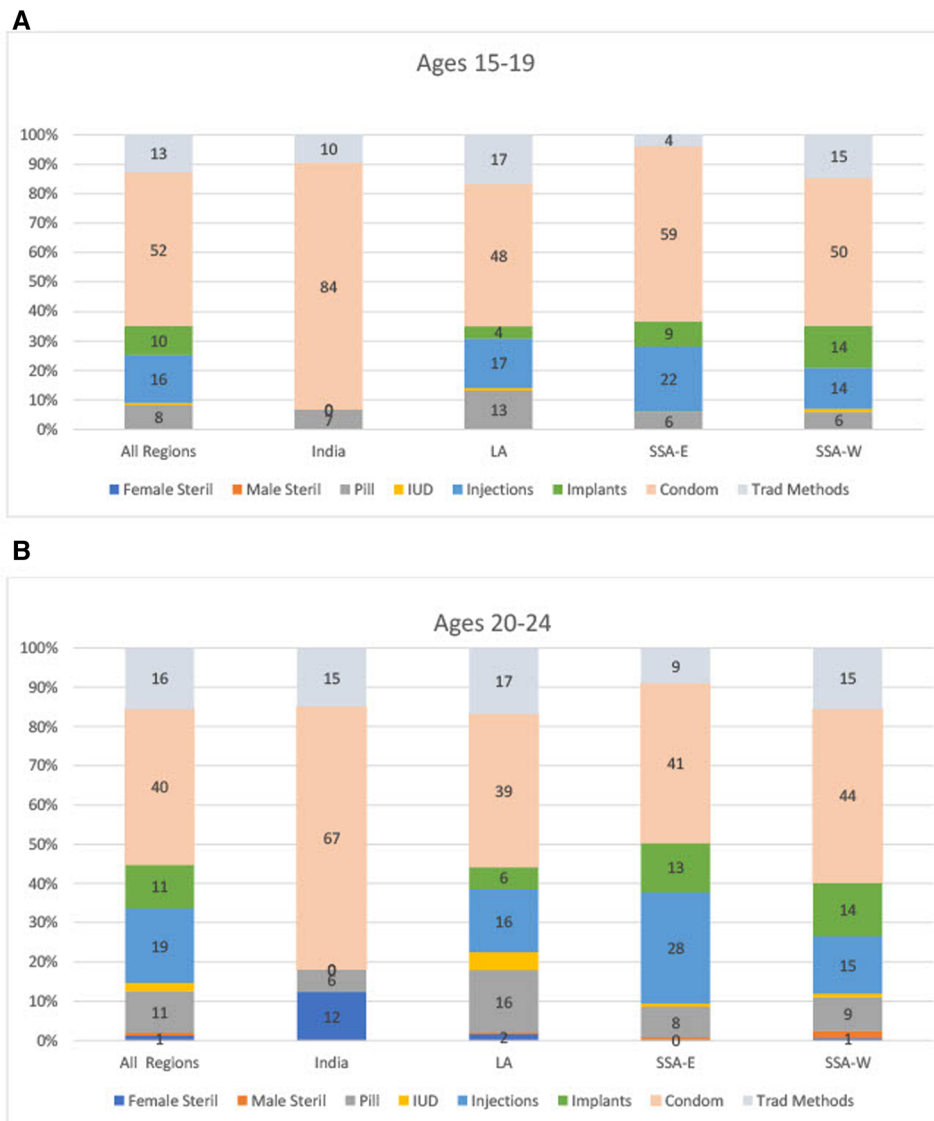 A
Ages 15-19
100%
13 10 17 4 15
90%
80%
70%
52 84 48 59 50
60%
50%
40%
10 4 9 14
30%
16 17 22 14
20%
10%
8 0 7 13 6 6
0%
All Regions India LA SSA-E SSA-W
Female Steril Male Steril Pill IUD Injections Implants Condom Trad Methods
B
Ages 20-24
100%
16 15 17 9 15
90%
80%
70%
40 67 39 41 44
60%
50%
40%
11 6 13 14
30%
19 16 28 15
20%
0
11 6 16 8 9
10%
12
1 2 0 1
0%
All Regions India LA SSA-E SSA-W
Female Steril Male Steril Pill IUD Injections Implants Condom Trad Methods